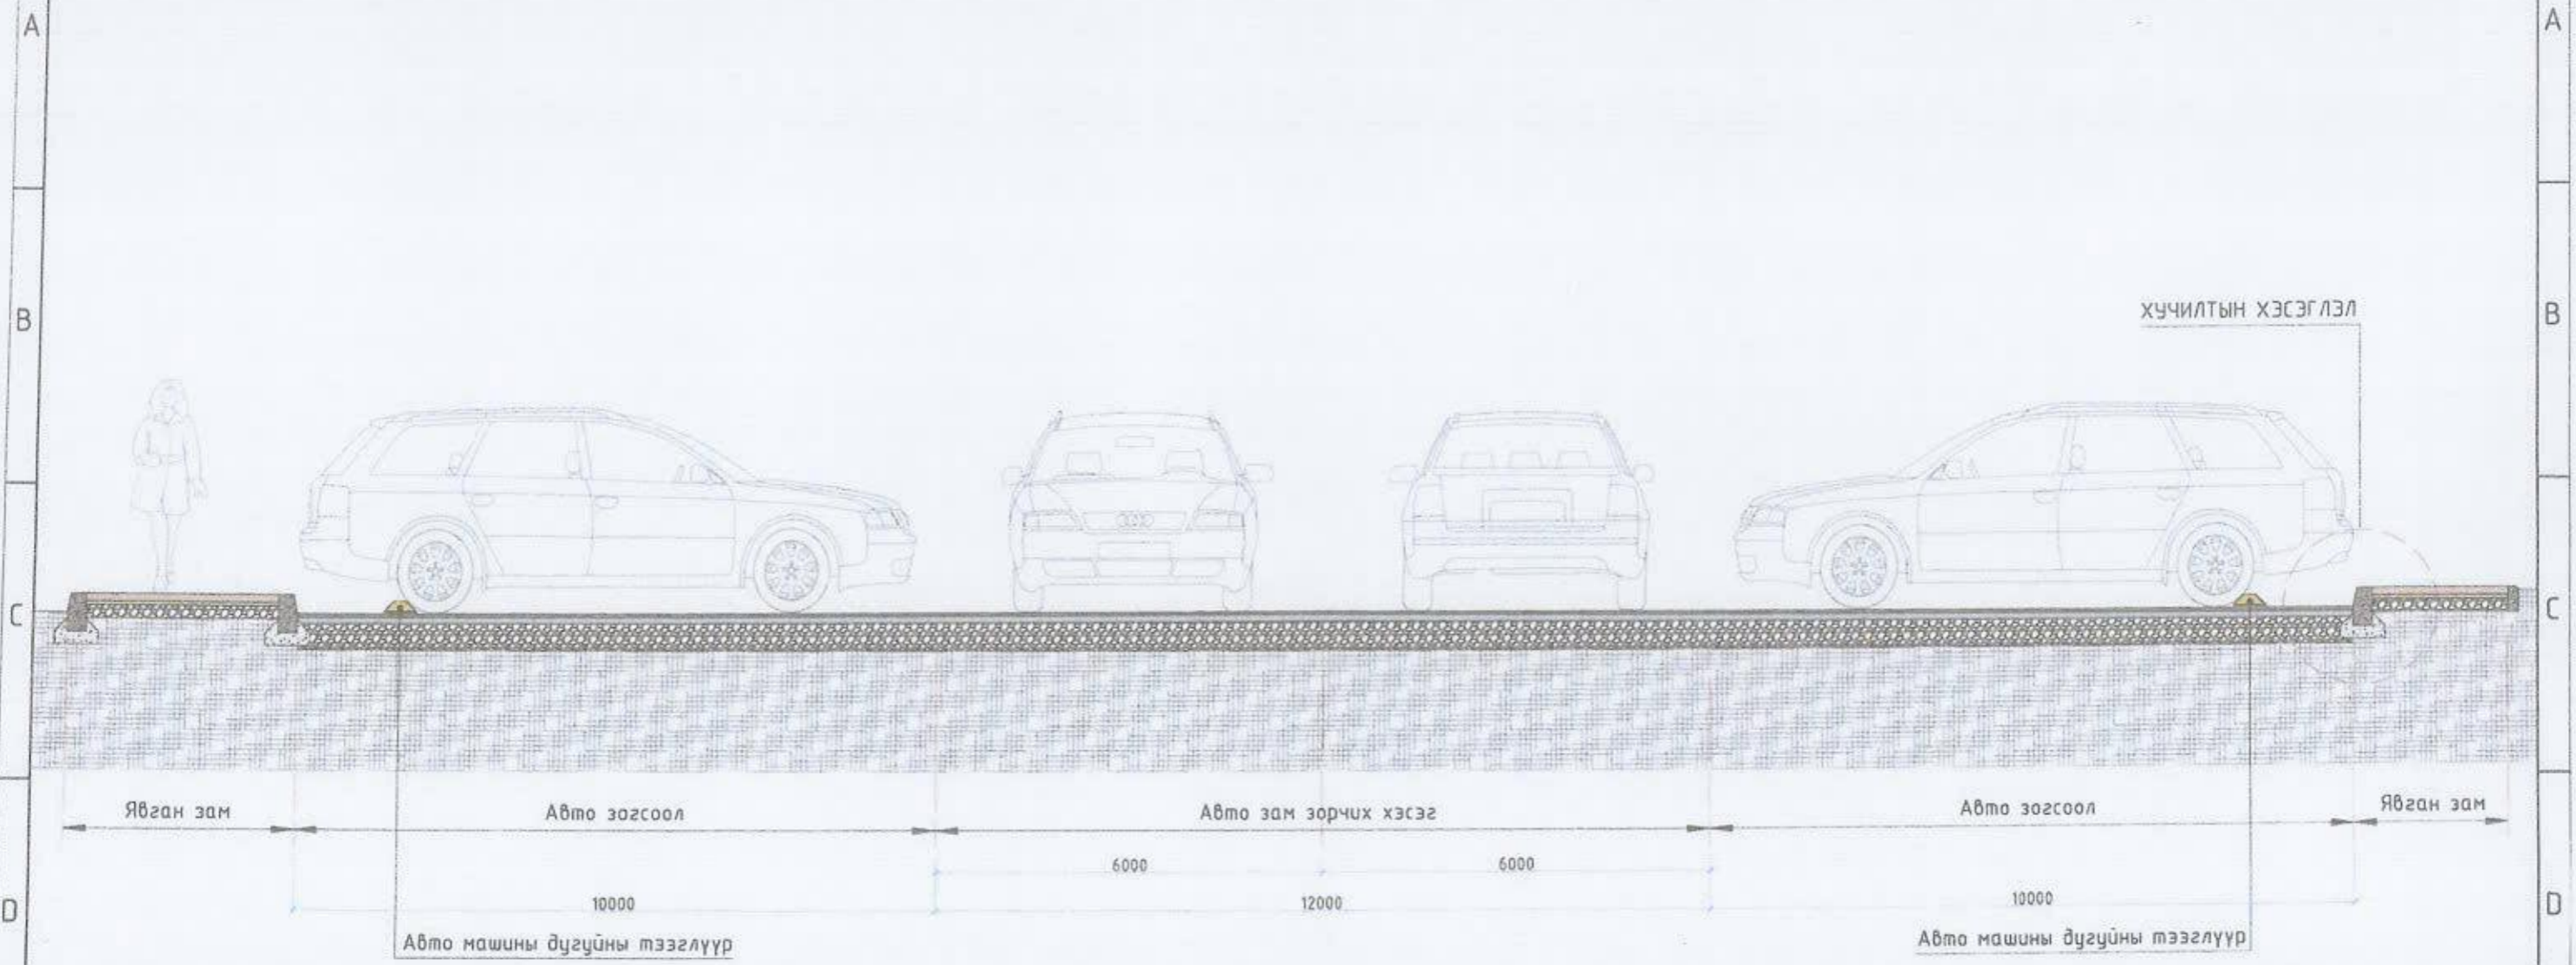 A
A
B
ХУЧИЛТЫН ХЭСЭГЛЭЛ
B
C
C
Явган зам
Авто зогсоол
Авто зам зорчих хэсэг
Авто зогсоол
Явган зам
6000
6000
10000
12000
10000
D
D
Авто машины дугуйны тээглүүр
Авто машины дугуйны тээглүүр